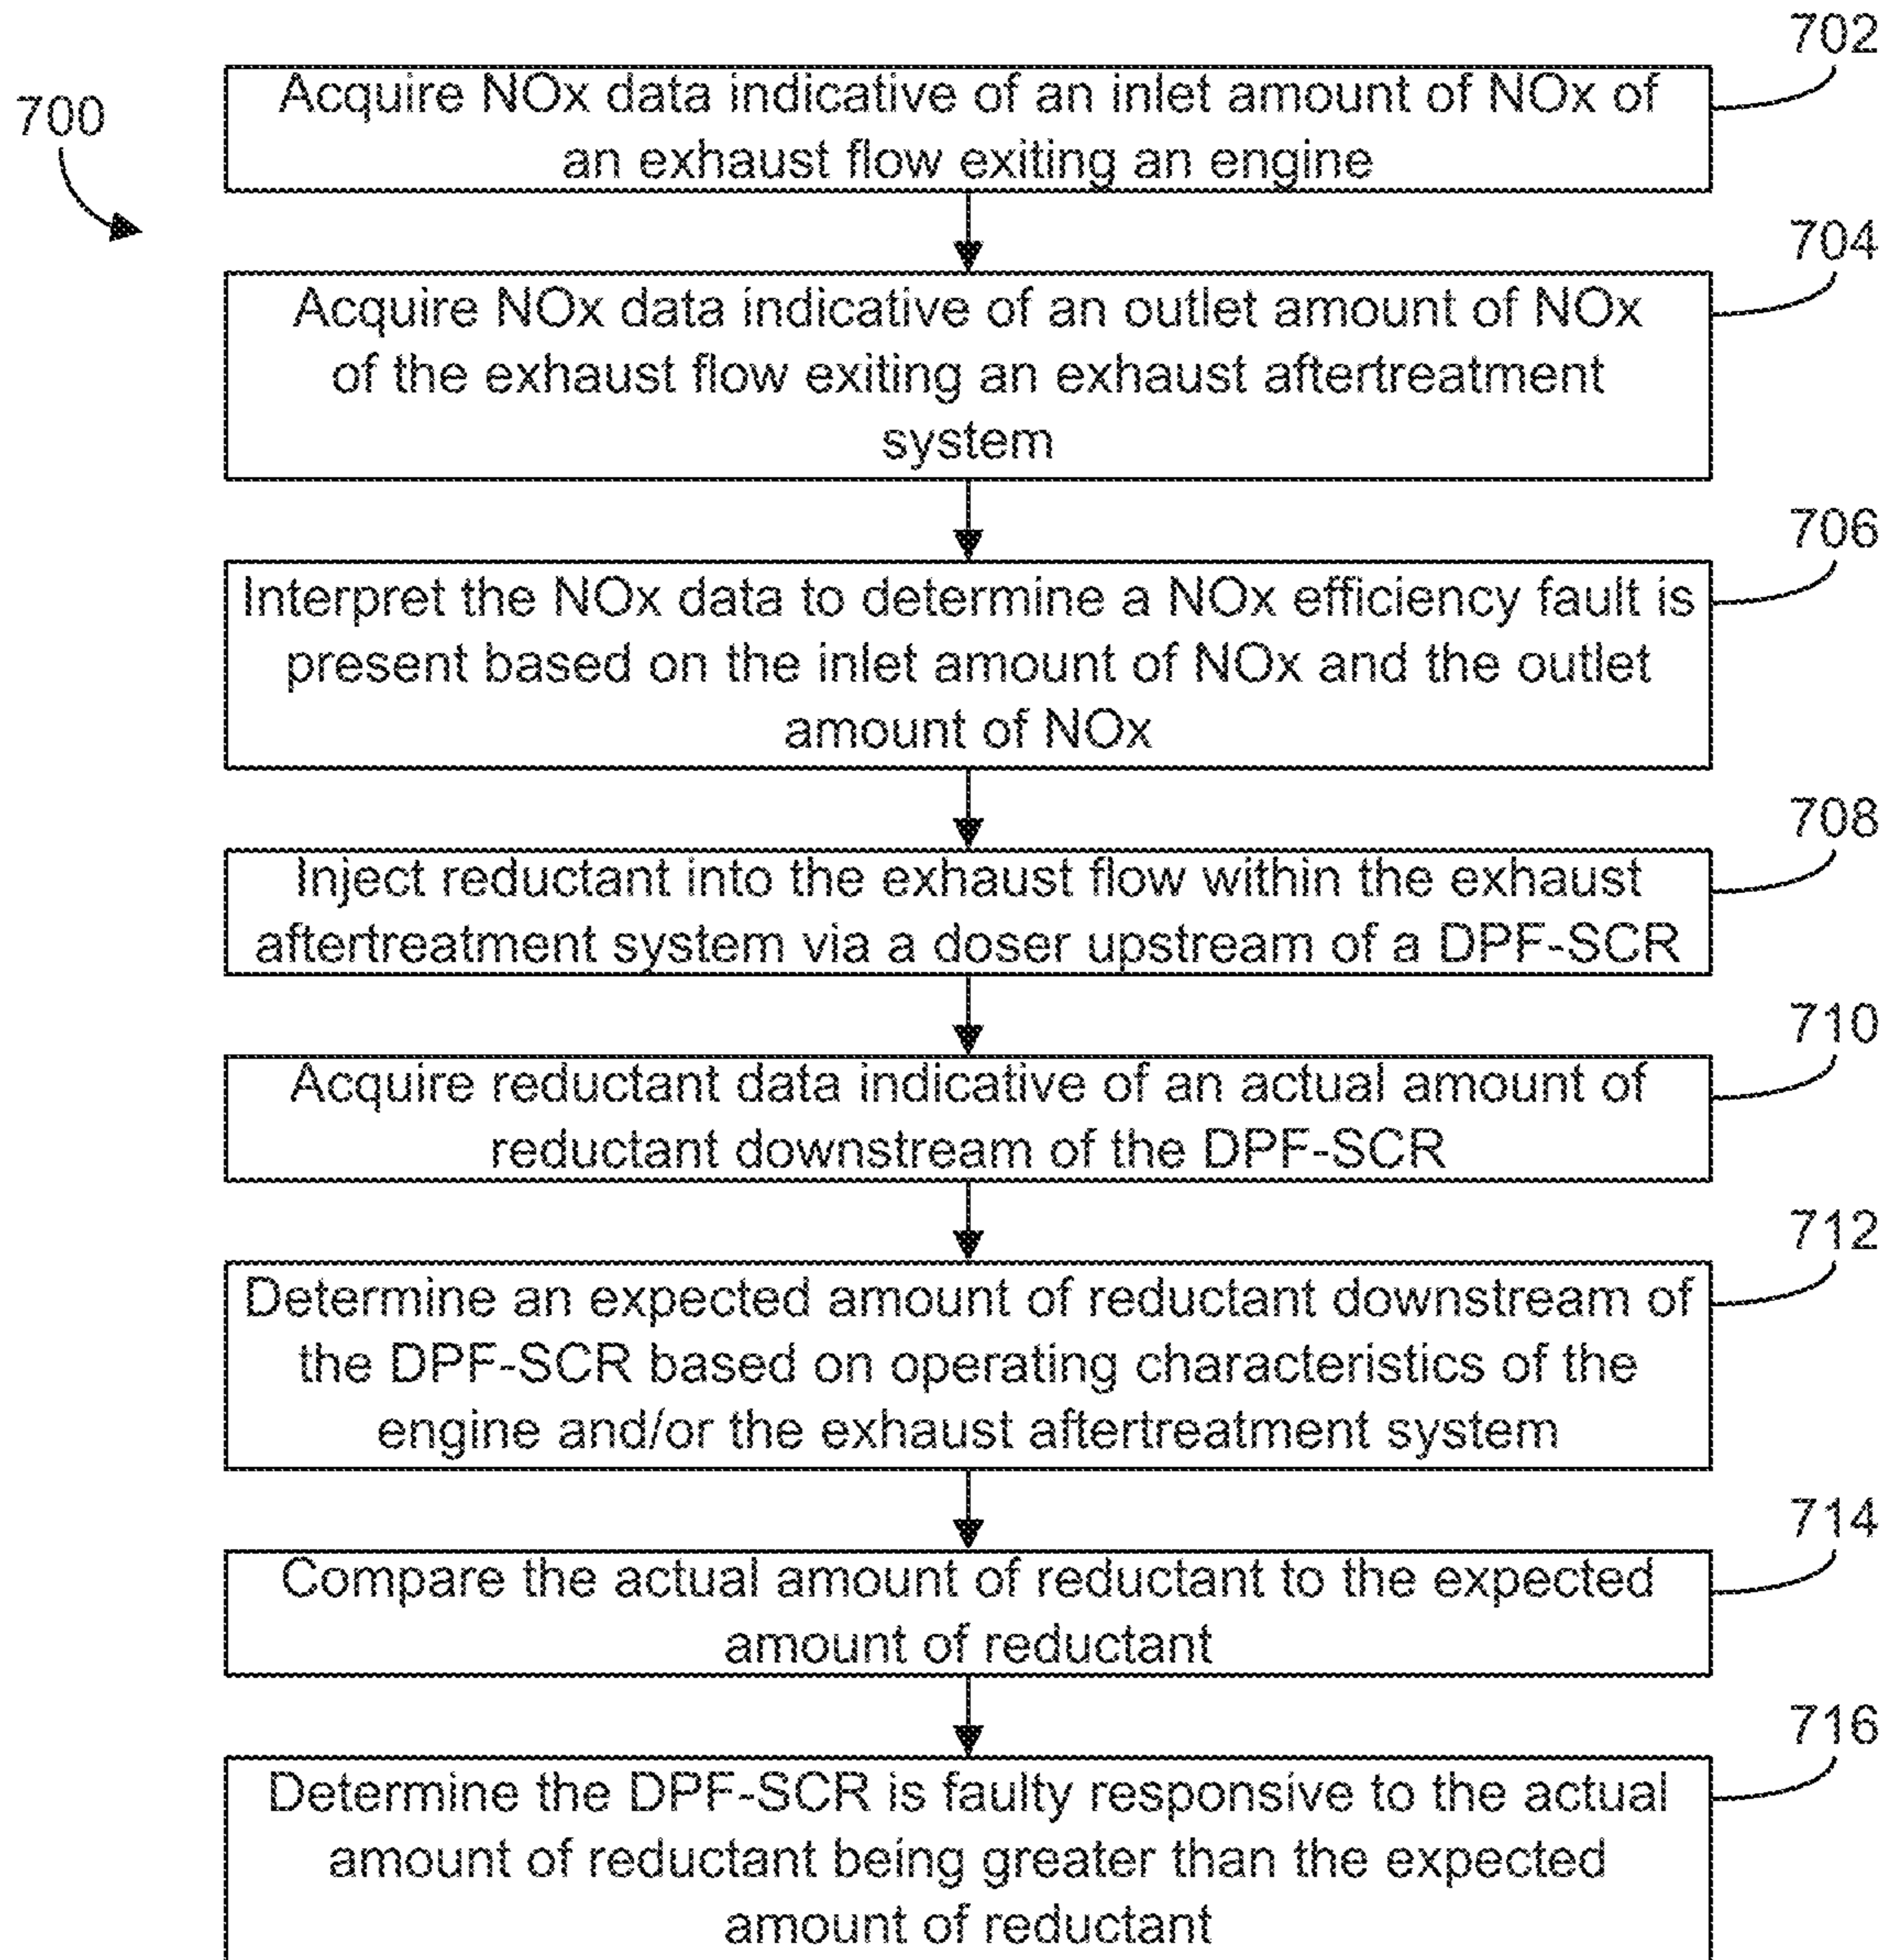 702
Acquire NOx data indicative of an inlet amount of NOx of
an exhaust flow exiting an engine
700
704
Acquire NOx data indicative of an outlet amount of NOx
of the exhaust flow exiting an exhaust aftertreatment
system
706
Interpret the NOx data to determine a NOx efficiency fault is
present based on the inlet amount of NOx and the outlet
amount of NOx
708
Inject reductant into the exhaust flow within the exhaust
aftertreatment system via a doser upstream of a DPF-SCR
710
Acquire reductant data indicative of an actual amount of
reductant downstream of the DPF-SCR
712
Determine an expected amount of reductant downstream of
the DPF-SCR based on operating characteristics of the
engine and/or the exhaust aftertreatment system
714
Compare the actual amount of reductant to the expected
amount of reductant
716
Determine the DPF-SCR is faulty responsive to the actual
amount of reductant being greater than the expected
amount of reductant